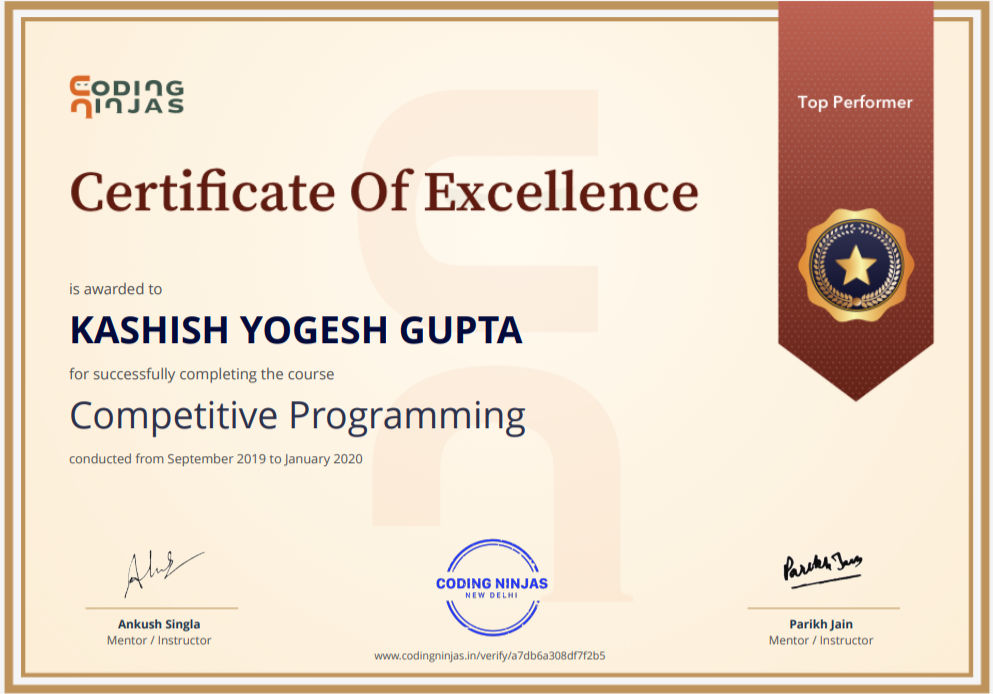 CODING
NINJAS
Top Performer
Certificate Of Excellence
is awarded to
KASHISH YOGESH GUPTA
for successfully completing the course
Competitive Programming
conducted from September 2019 to January 2020
Parikh Jain
CODING NINJAS
NEW DELHI
Ankush Singla
Mentor / Instructor
Parikh Jain
Mentor / Instructor
www.codingninjas.in/verify/a7db6a308df7f2b5